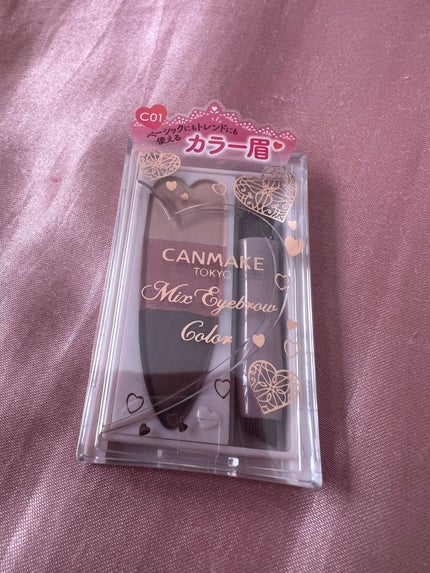 C01
ベーシックにもトレンドにも
使える カラー眉
CANMAKE
TOKYO
Mix Eyebrow
Color